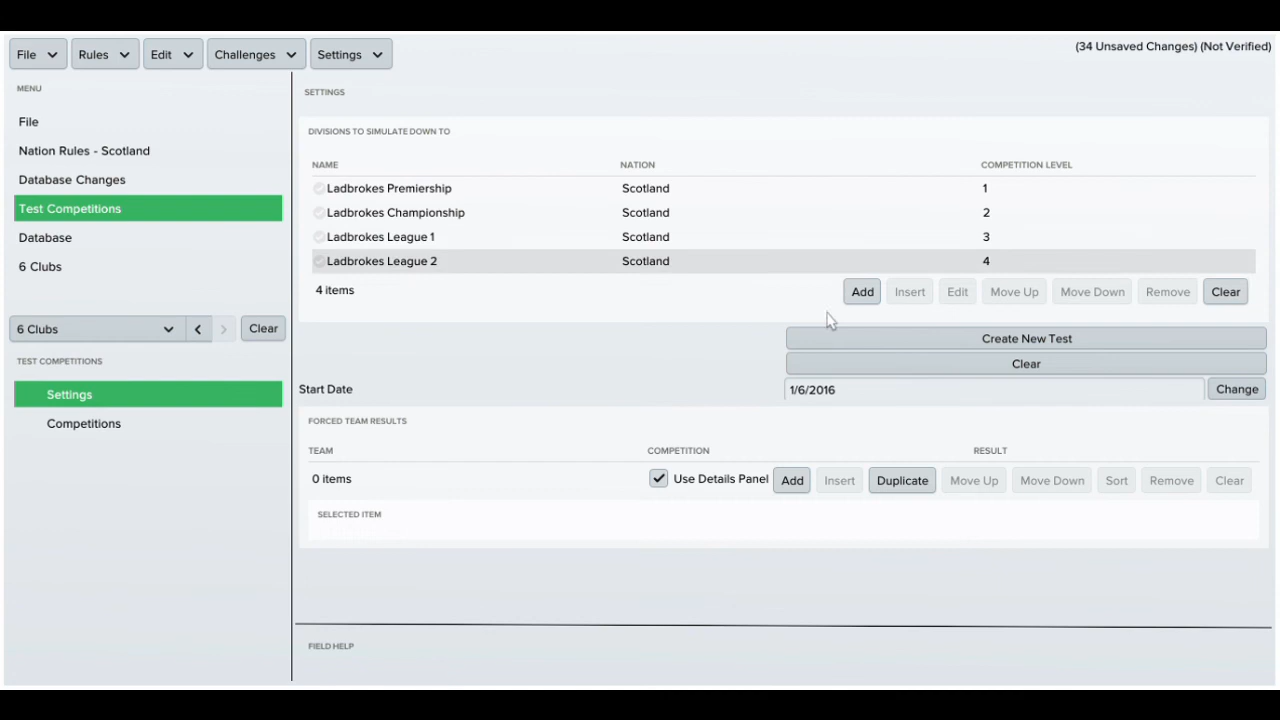 File Rules Edit Challenges Settings (34 Unsaved Changes) (Not Verified)
MENU
File
Nation Rules - Scotland
Database Changes
Test Competitions
Database
6 Clubs
6 Clubs < > Clear
TEST COMPETITIONS
Settings
Competitions
SETTINGS
DIVISIONS TO SIMULATE DOWN TO
NAME NATION COMPETITION LEVEL
Ladbrokes Premiership Scotland 1
Ladbrokes Championship Scotland 2
Ladbrokes League 1 Scotland 3
Ladbrokes League 2 Scotland 4
4 items Add Insert Edit Move Up Move Down Remove Clear
Create New Test
Clear
Start Date 1/6/2016 Change
FORCED TEAM RESULTS
TEAM COMPETITION RESULT
0 items Use Details Panel Add Insert Duplicate Move Up Move Down Sort Remove Clear
SELECTED ITEM
FIELD HELP